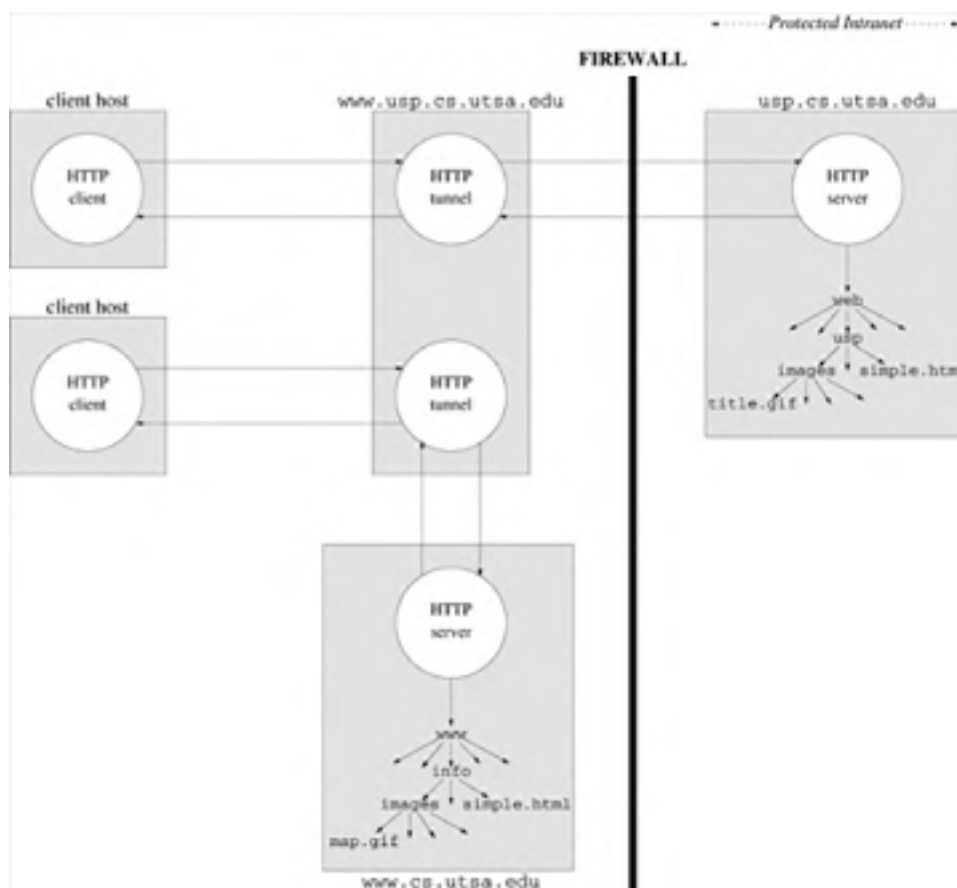 Protected Intranet
FIREWALL
client host
www.usp.cs.utsa.edu
usp.cs.utsa.edu
HTTP
client
HTTP
tunnel
HTTP
server
client host
web
usp
images simple.htm
title.gif
HTTP
client
HTTP
tunnel
HTTP
server
www
info
images simple.html
map.gif
www.cs.utsa.edu